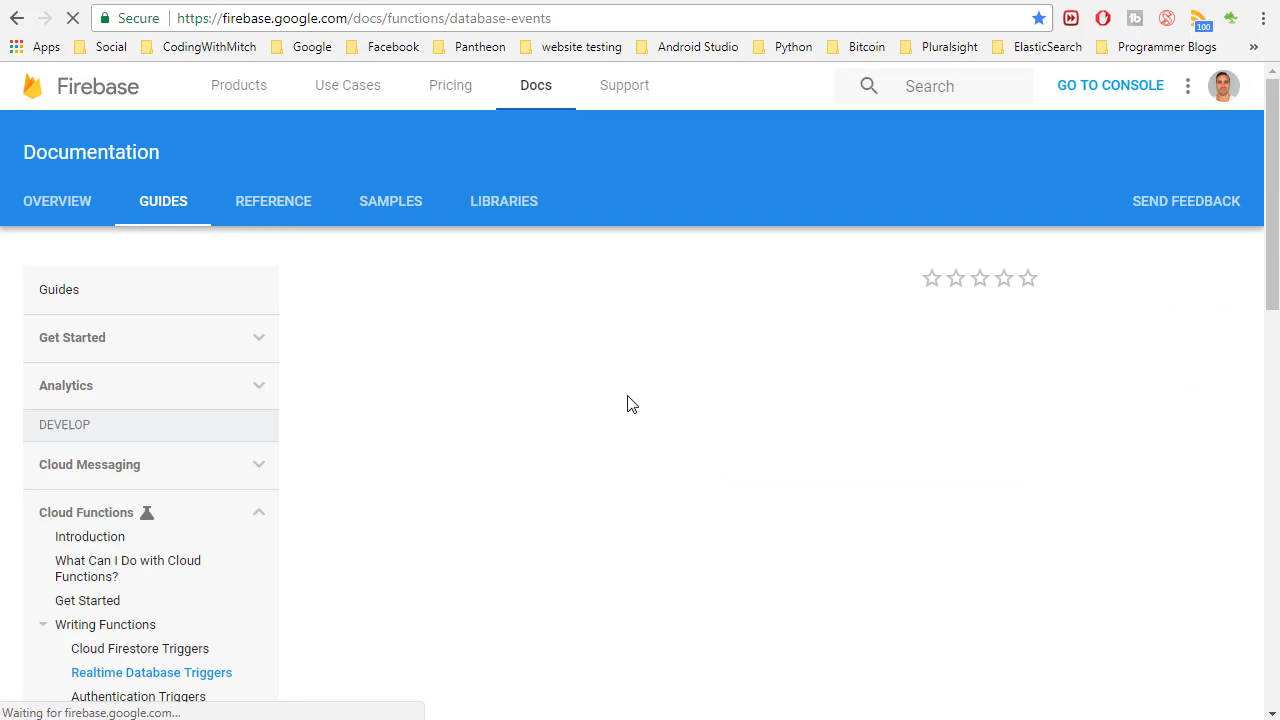 Secure https://firebase.google.com/docs/functions/database-events
100
Apps Social CodingWithMitch Google Facebook Pantheon website testing Android Studio Python Bitcoin Pluralsight ElasticSearch Programmer Blogs »
Firebase Products Use Cases Pricing Docs Support Search GO TO CONSOLE
Documentation
OVERVIEW GUIDES REFERENCE SAMPLES LIBRARIES SEND FEEDBACK
Guides
Get Started
Analytics
DEVELOP
Cloud Messaging
Cloud Functions
Introduction
What Can I Do with Cloud
Functions?
Get Started
Writing Functions
Cloud Firestore Triggers
Realtime Database Triggers
Authentication Triggers
Waiting for firebase.google.com...